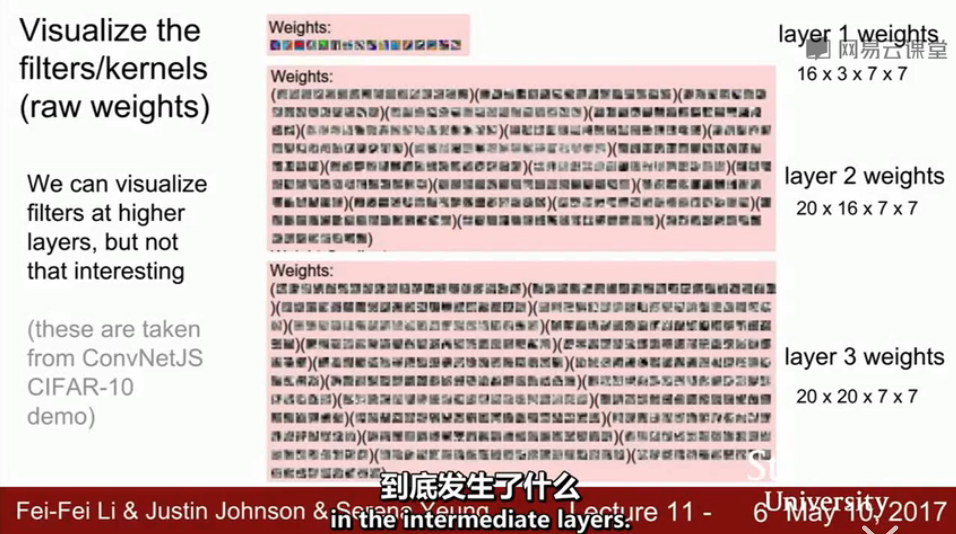 Visualize the
filters/kernels
(raw weights)
We can visualize
filters at higher
layers, but not
that interesting
(these are taken
from ConvNetJS
CIFAR-10
demo)
Weights:
Weights:
Weights:
layer 1 weights
网易云课堂
16 x 3 x 7 x 7
layer 2 weights
20 x 16 x 7 x 7
layer 3 weights
20 x 20 x 7 x 7
到底发生了什么
in the intermediate layers.
Fei-Fei Li & Justin Johnson & Serena Yeung
Lecture 11 - 6 May 10, 2017
University